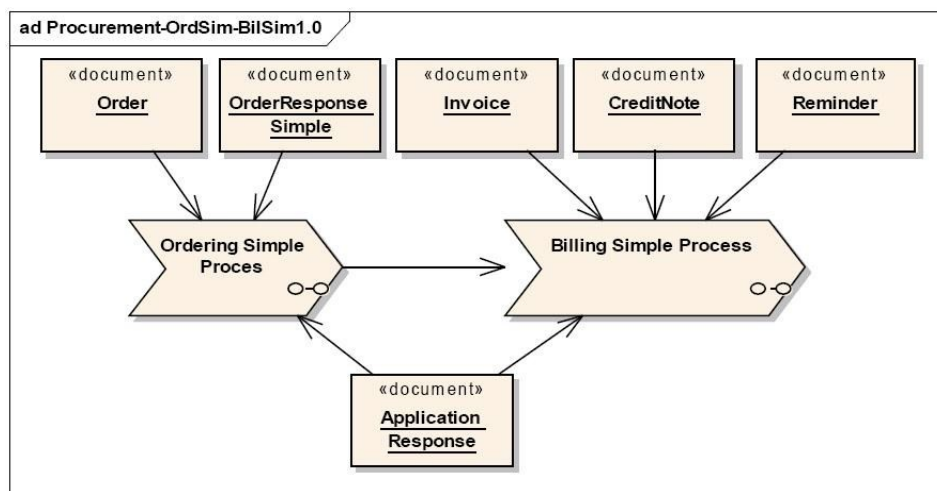 ad Procurement-OrdSim-BilSim1.0
«document»
Order
«document»
OrderResponse
Simple
«document»
Invoice
«document»
CreditNote
«document»
Reminder
Ordering Simple
Proces
Billing Simple Process
«document»
Application
Response